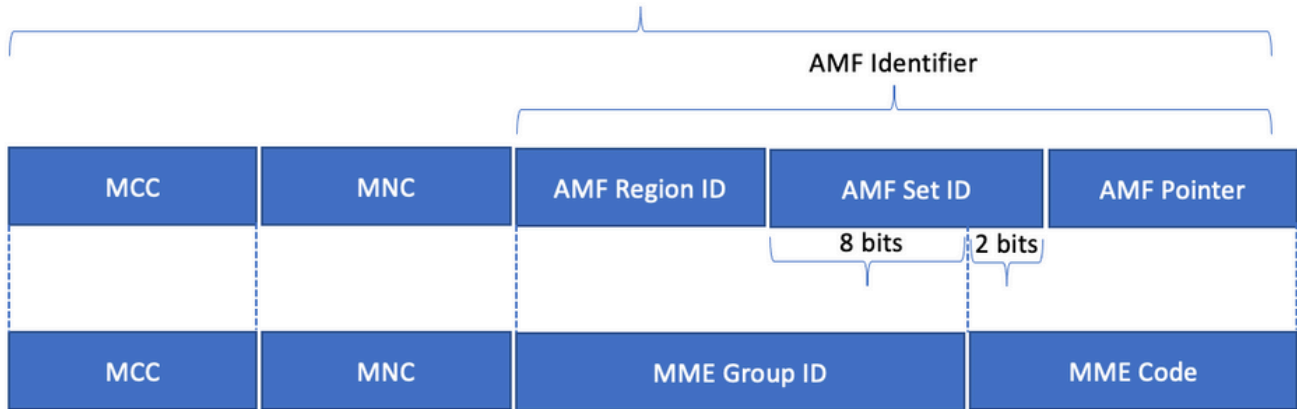 AMF Identifier
MCC MNC AMF Region ID AMF Set ID AMF Pointer
8 bits 2 bits
MCC MNC MME Group ID MME Code